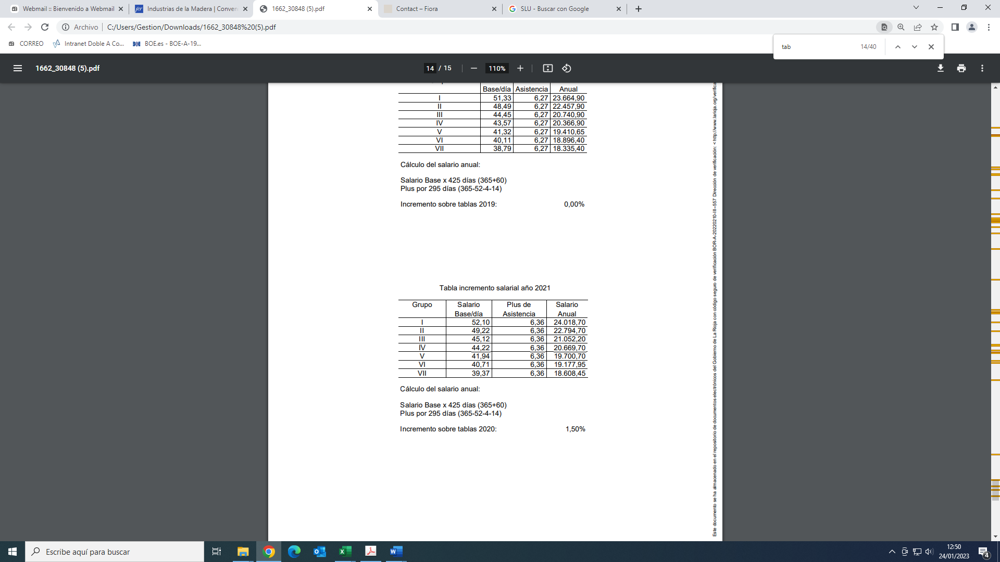 Webmail :: Bienvenido a Webmail
Industrias de la Madera | Conven
1662_30848 (5).pdf
Contact – Fiora
SLU - Buscar con Google
Archivo
C:/Users/Gestion/Downloads/1662_30848%20(5).pdf
CORREO
Intranet Doble A Co...
BOE.es - BOE-A-19...
tab
14/40
1662_30848 (5).pdf
14 / 15
110%
Base/día Asistencia Anual
I 51,33 6,27 23.664,90
II 48,49 6,27 22.457,90
III 44,45 6,27 20.740,90
IV 43,57 6,27 20.366,90
V 41,32 6,27 19.410,65
VI 40,11 6,27 18.896,40
VII 38,79 6,27 18.335,40
Cálculo del salario anual:
Salario Base x 425 días (365+60)
Plus por 295 días (365-52-4-14)
Incremento sobre tablas 2019: 0,00%
Tabla incremento salarial año 2021
Grupo Salario Plus de Salario
Base/día Asistencia Anual
I 52,10 6,36 24.018,70
II 49,22 6,36 22.794,70
III 45,12 6,36 21.052,20
IV 44,22 6,36 20.669,70
V 41,94 6,36 19.700,70
VI 40,71 6,36 19.177,95
VII 39,37 6,36 18.608,45
Cálculo del salario anual:
Salario Base x 425 días (365+60)
Plus por 295 días (365-52-4-14)
Incremento sobre tablas 2020: 1,50%
Este documento se ha almacenado en el repositorio de documentos electrónicos del Gobierno de La Rioja con código seguro de verificación BOR-A-20220210-III--557 Dirección de verificación: < http://www.larioja.org/verifica
Escribe aquí para buscar
12:50
24/01/2023
4